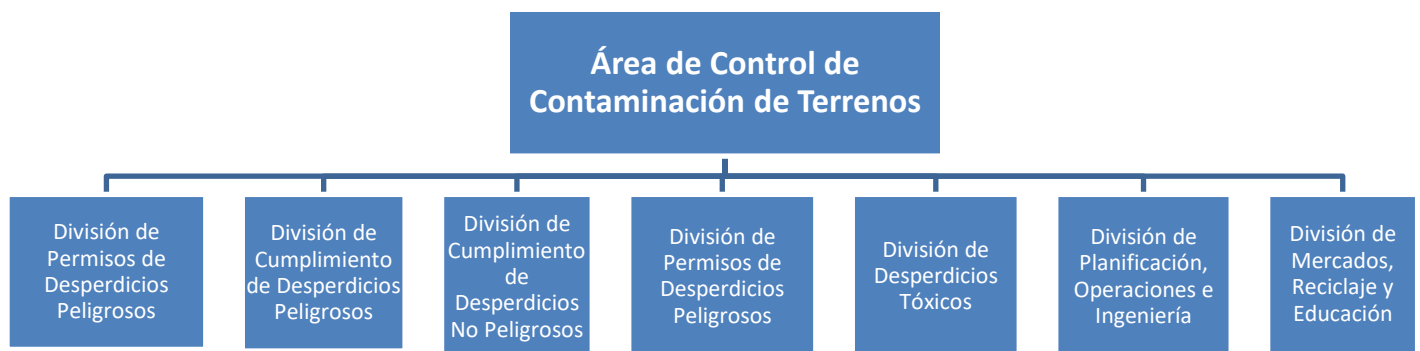 Área de Control de
Contaminación de Terrenos
División de
Permisos de
Desperdicios
Peligrosos
División de
Cumplimiento
de Desperdicios
Peligrosos
División de
Cumplimiento
de
Desperdicios
No Peligrosos
División de
Permisos de
Desperdicios
Peligrosos
División de
Desperdicios
Tóxicos
División de
Planificación,
Operaciones e
Ingeniería
División de
Mercados,
Reciclaje y
Educación